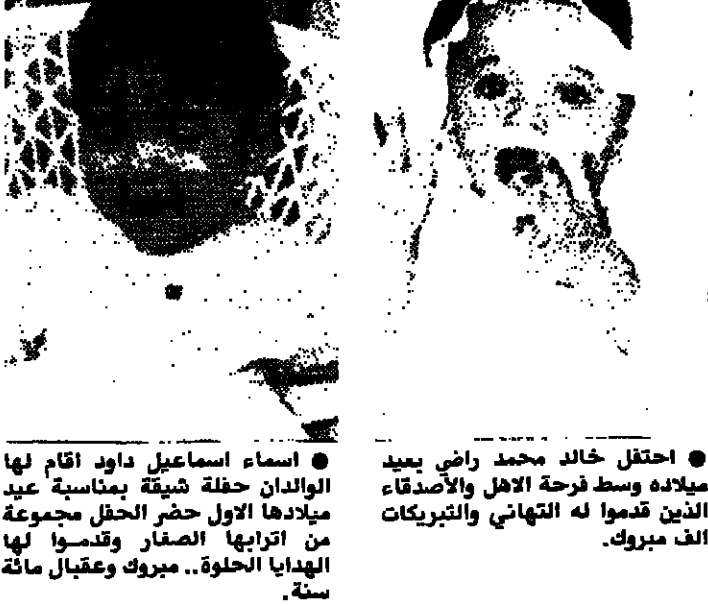 ● احتفل خالد محمد راضي بعيد
ميلاده وسط فرحة الاهل والأصدقاء
الذين قدموا له التهاني والتبريكات
الف مبروك.
● اسماء اسماعيل داود اقام لها
الوالدان حفلة شيقة بمناسبة عيد
ميلادها الاول حضر الحفل مجموعة
من اترابها الصغار وقدموا لها
الهدايا الحلوة.. مبروك وعقبال مائة
سنة.